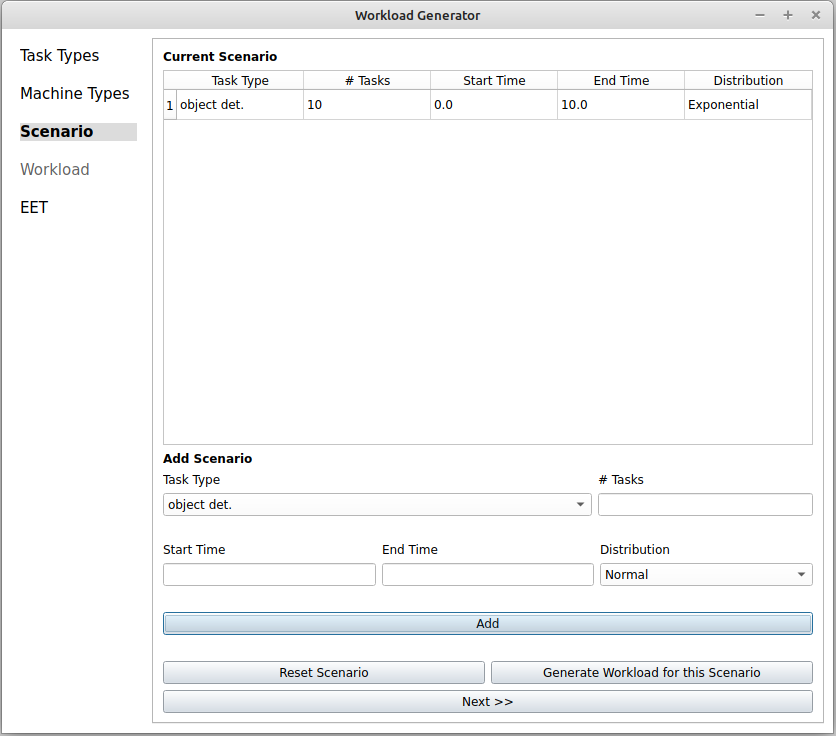 Workload Generator
Task Types
Machine Types
Scenario
Workload
EET
Current Scenario
Task Type # Tasks Start Time End Time Distribution
1 object det. 10 0.0 10.0 Exponential
Add Scenario
Task Type # Tasks
object det.
Start Time End Time Distribution
Normal
Add
Reset Scenario Generate Workload for this Scenario
Next >>